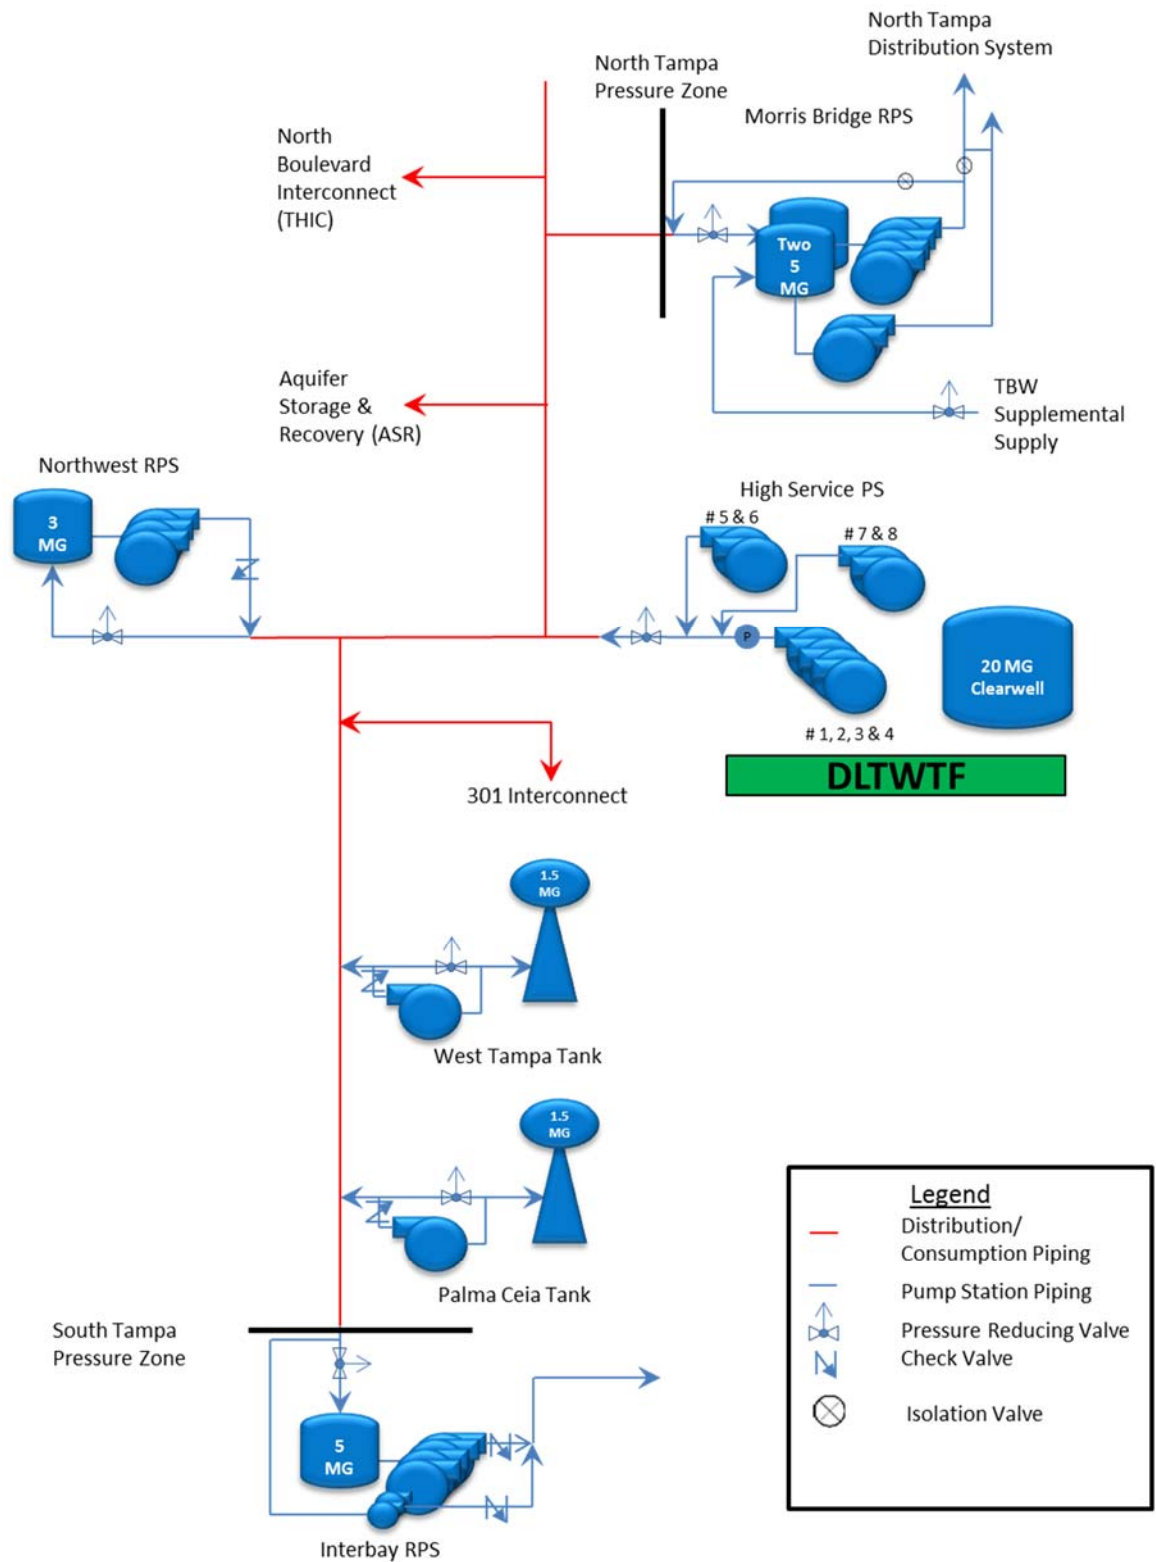 North Tampa
Distribution System
North Tampa
Pressure Zone
Morris Bridge RPS
North
Boulevard
Interconnect
(THIC)
Two
5
MG
Aquifer
Storage &
Recovery (ASR)
TBW
Supplemental
Supply
Northwest RPS
3
MG
High Service PS
# 5 & 6
# 7 & 8
P
20 MG
Clearwell
# 1, 2, 3 & 4
DLTWTF
301 Interconnect
1.5
MG
West Tampa Tank
1.5
MG
Palma Ceia Tank
South Tampa
Pressure Zone
5
MG
Interbay RPS
Legend
Distribution/
Consumption Piping
Pump Station Piping
Pressure Reducing Valve
Check Valve
Isolation Valve